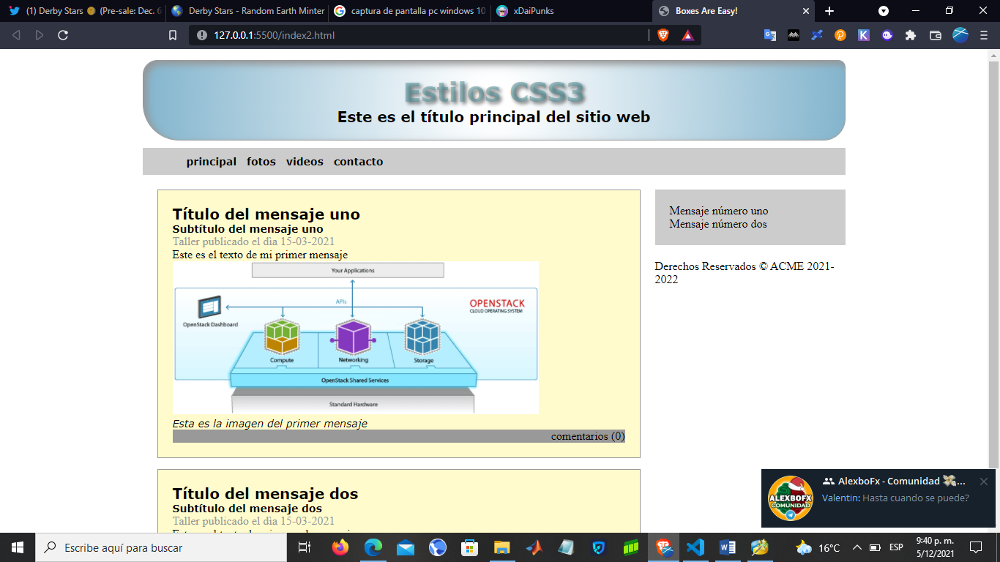 (1) Derby Stars (Pre-sale: Dec. 6
Derby Stars - Random Earth Minter
captura de pantalla pc windows 10
xDaiPunks
Boxes Are Easy!
127.0.0.1:5500/index2.html
Estilos CSS3
Este es el título principal del sitio web
principal fotos videos contacto
Título del mensaje uno
Subtítulo del mensaje uno
Taller publicado el dìa 15-03-2021
Este es el texto de mi primer mensaje
Your Applications
APIs
OPENSTACK
CLOUD OPERATING SYSTEM
OpenStack Dashboard
Compute
Networking
Storage
OpenStack Shared Services
Standard Hardware
Esta es la imagen del primer mensaje
comentarios (0)
Mensaje número uno
Mensaje número dos
Derechos Reservados © ACME 2021-
2022
Título del mensaje dos
Subtítulo del mensaje dos
Taller publicado el dìa 15-03-2021
ALEXBOFX
COMUNIDAD
AlexboFx - Comunidad 💸...
Valentin: Hasta cuando se puede?
Escribe aquí para buscar
16°C
ESP
9:40 p. m.
5/12/2021